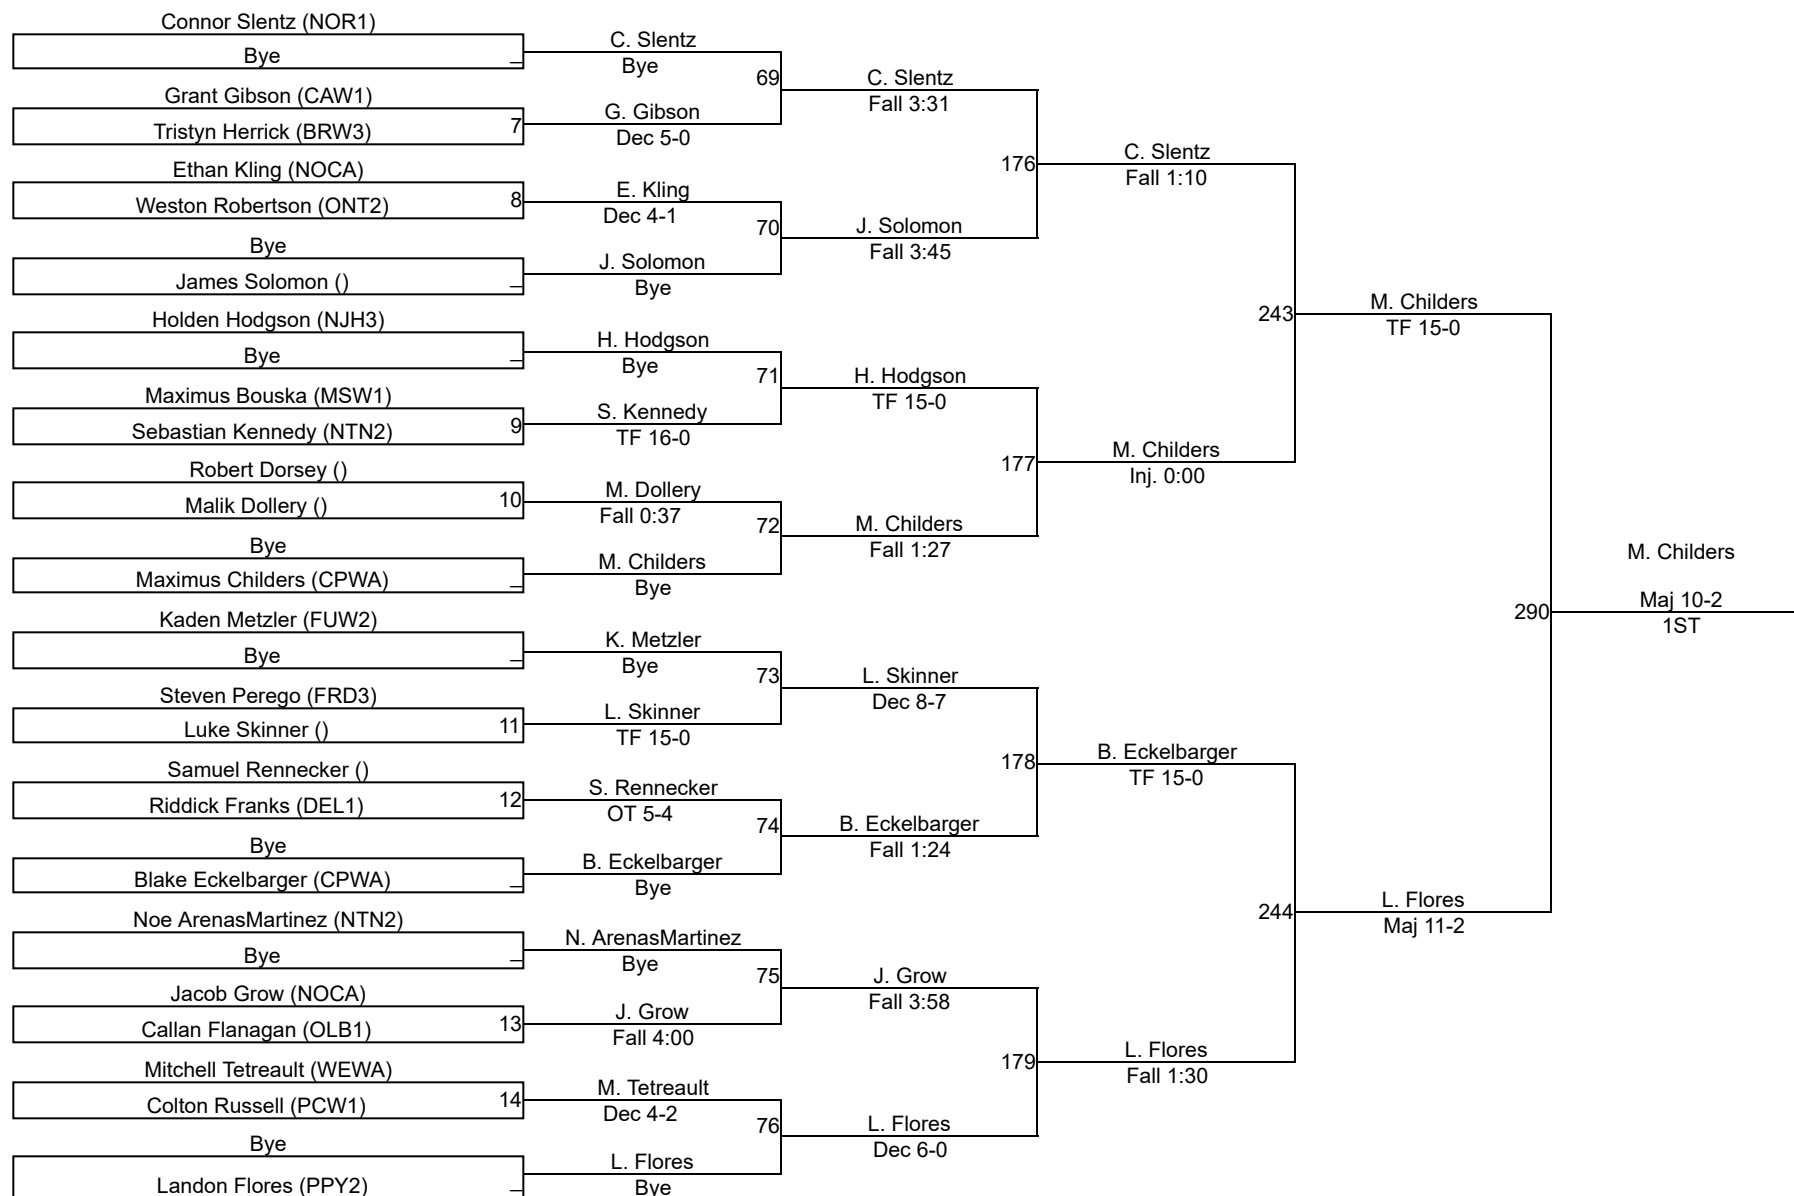 Connor Slentz (NOR1)
Bye
Grant Gibson (CAW1)
Tristyn Herrick (BRW3)
7
Ethan Kling (NOCA)
Weston Robertson (ONT2)
8
Bye
James Solomon ()
Holden Hodgson (NJH3)
Bye
Maximus Bouska (MSW1)
Sebastian Kennedy (NTN2)
9
Robert Dorsey ()
Malik Dollery ()
10
Bye
Maximus Childers (CPWA)
Kaden Metzler (FUW2)
Bye
Steven Perego (FRD3)
Luke Skinner ()
11
Samuel Rennecker ()
Riddick Franks (DEL1)
12
Bye
Blake Eckelbarger (CPWA)
Noe ArenasMartinez (NTN2)
Bye
Jacob Grow (NOCA)
Callan Flanagan (OLB1)
13
Mitchell Tetreault (WEWA)
Colton Russell (PCW1)
14
Bye
Landon Flores (PPY2)
C. Slentz
Bye
69
G. Gibson
Dec 5-0
E. Kling
Dec 4-1
70
J. Solomon
Bye
H. Hodgson
Bye
71
S. Kennedy
TF 16-0
M. Dollery
Fall 0:37
72
M. Childers
Bye
K. Metzler
Bye
73
L. Skinner
TF 15-0
S. Rennecker
OT 5-4
74
B. Eckelbarger
Bye
N. ArenasMartinez
Bye
75
J. Grow
Fall 4:00
M. Tetreault
Dec 4-2
76
L. Flores
Bye
C. Slentz
Fall 3:31
176
J. Solomon
Fall 3:45
H. Hodgson
TF 15-0
177
M. Childers
Fall 1:27
L. Skinner
Dec 8-7
178
B. Eckelbarger
Fall 1:24
J. Grow
Fall 3:58
179
L. Flores
Dec 6-0
C. Slentz
Fall 1:10
243
M. Childers
Inj. 0:00
B. Eckelbarger
TF 15-0
244
L. Flores
Fall 1:30
M. Childers
TF 15-0
290
L. Flores
Maj 11-2
M. Childers
Maj 10-2
1ST